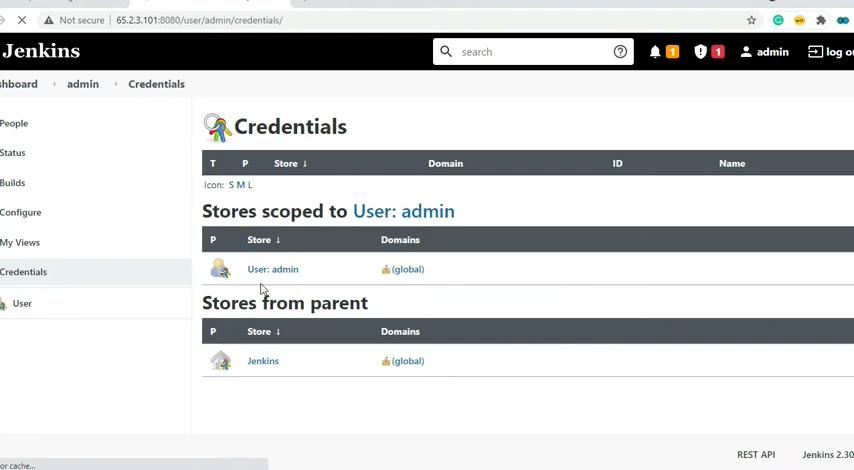 Not secure 65.2.3.101:8080/user/admin/credentials/
Jenkins search 1 1 admin log o
shboard admin Credentials
People
Status
Builds
Configure
My Views
Credentials
User
Credentials
T P Store ↓ Domain ID Name
Icon: S M L
Stores scoped to User: admin
P Store ↓ Domains
User: admin (global)
Stores from parent
P Store ↓ Domains
Jenkins (global)
REST API Jenkins 2.30
or cache...